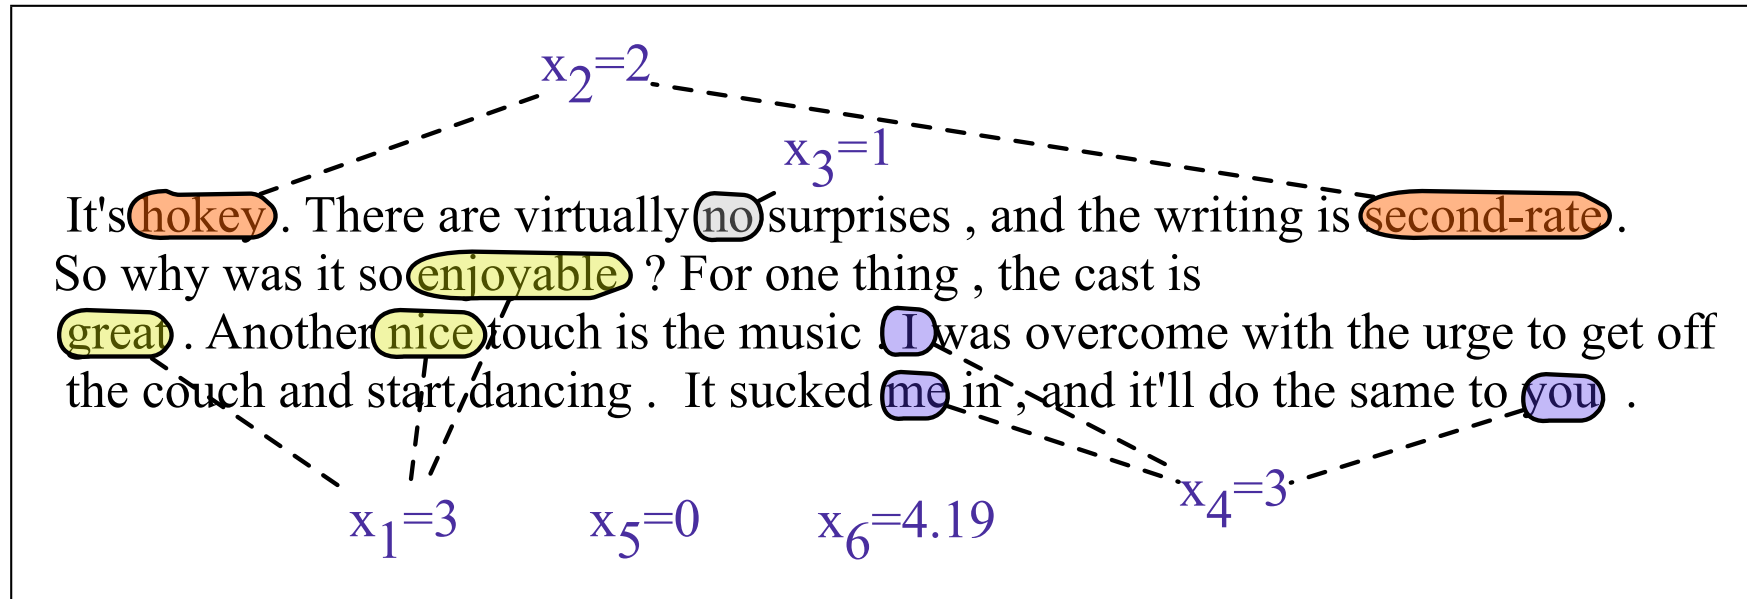 x2=2
x3=1
It's hokey . There are virtually no surprises , and the writing is second-rate .
So why was it so enjoyable ? For one thing , the cast is
great . Another nice touch is the music . I was overcome with the urge to get off
the couch and start dancing . It sucked me in , and it'll do the same to you .
x1=3 x5=0 x6=4.19 x4=3